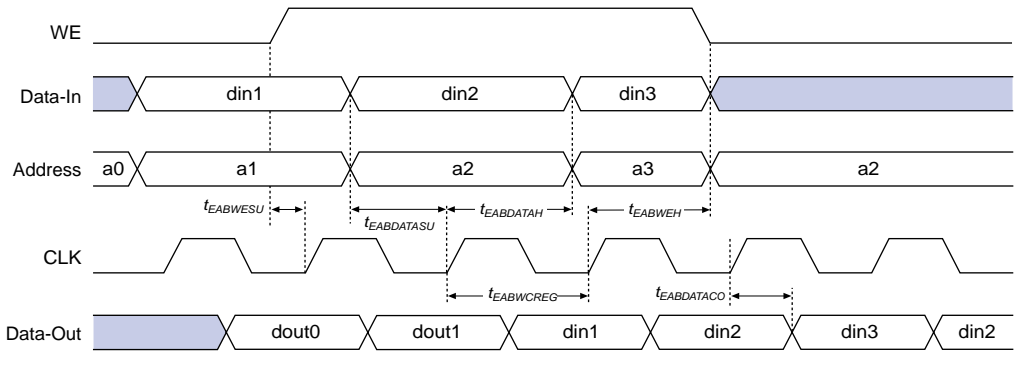 WE
Data-In din1 din2 din3
Address a0 a1 a2 a3 a2
tEABWESU tEABDATASU tEABDATAH tEABWEH
CLK
tEABWCREG tEABDATACO
Data-Out dout0 dout1 din1 din2 din3 din2